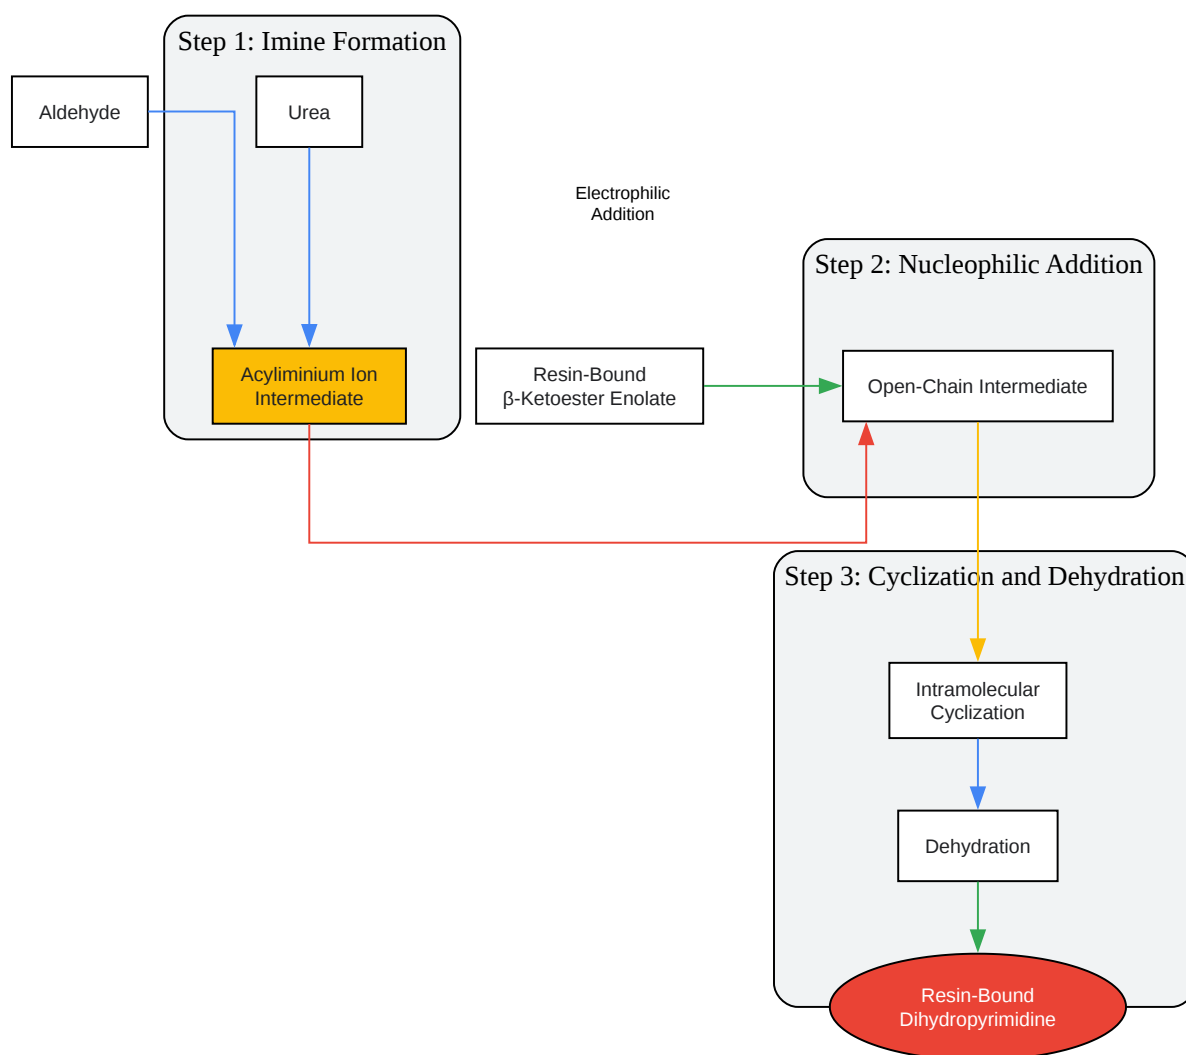 Step 1: Imine Formation
Aldehyde
Urea
Electrophilic
Addition
Step 2: Nucleophilic Addition
Acyliminium Ion
Intermediate
Resin-Bound
β-Ketoester Enolate
Open-Chain Intermediate
Step 3: Cyclization and Dehydration
Intramolecular
Cyclization
Dehydration
Resin-Bound
Dihydropyrimidine